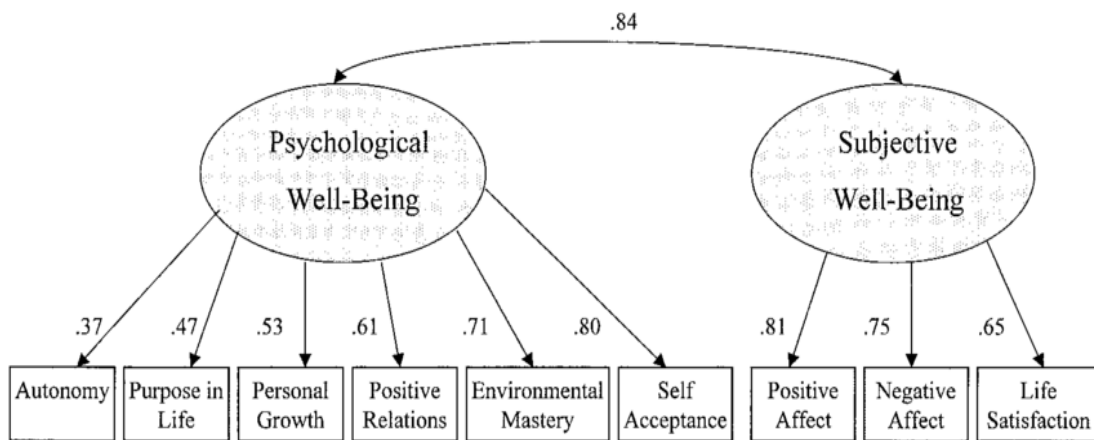 .84
Psychological
Well-Being
Subjective
Well-Being
.37
.47
.53
.61
.71
.80
.81
.75
.65
Autonomy
Purpose in
Life
Personal
Growth
Positive
Relations
Environmental
Mastery
Self
Acceptance
Positive
Affect
Negative
Affect
Life
Satisfaction